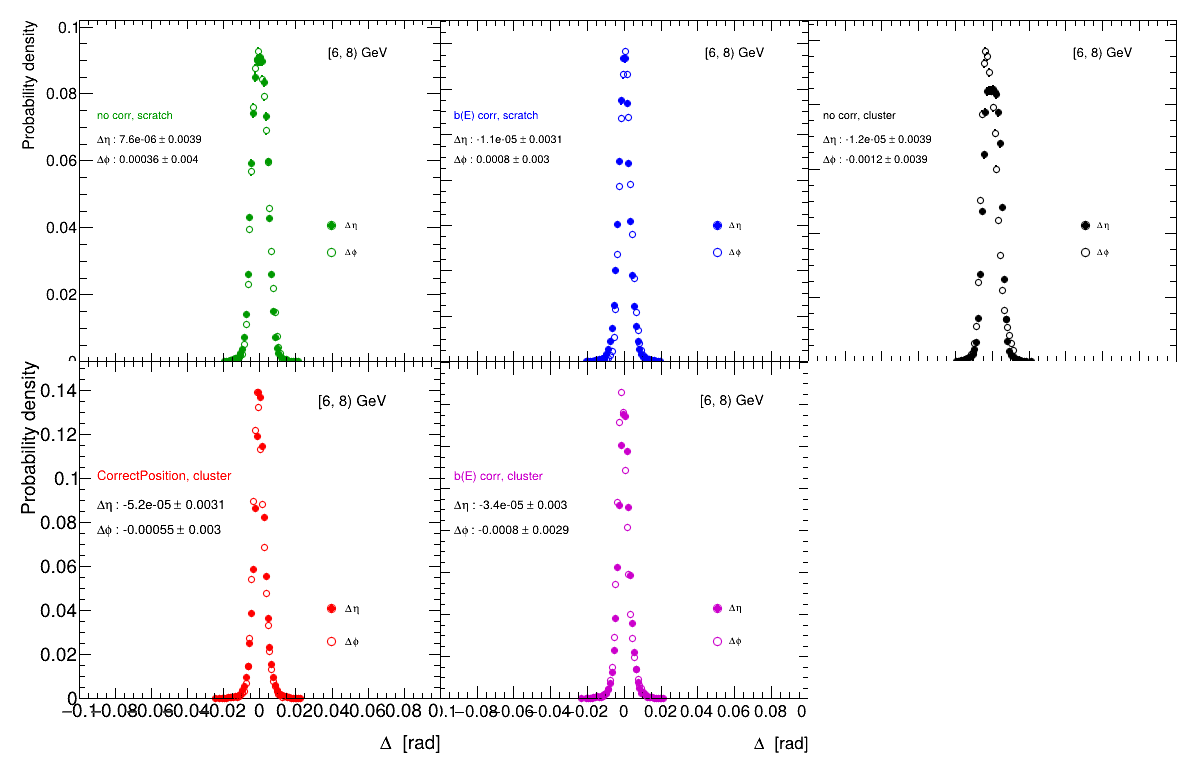 Probability density
0.1
0.08
0.06
0.04
0.02
0
[6, 8) GeV
no corr, scratch
Δη : 7.6e-06 ± 0.0039
Δϕ : 0.00036 ± 0.004
Δη
Δϕ
[6, 8) GeV
b(E) corr, scratch
Δη : -1.1e-05 ± 0.0031
Δϕ : 0.0008 ± 0.003
Δη
Δϕ
[6, 8) GeV
no corr, cluster
Δη : -1.2e-05 ± 0.0039
Δϕ : -0.0012 ± 0.0039
Δη
Δϕ
Probability density
0.14
0.12
0.1
0.08
0.06
0.04
0.02
0
[6, 8) GeV
CorrectPosition, cluster
Δη : -5.2e-05 ± 0.0031
Δϕ : -0.00055 ± 0.003
Δη
Δϕ
−0.1−0.08−0.06−0.04−0.02 0 0.02 0.04 0.06 0.08 0.1
Δ [rad]
[6, 8) GeV
b(E) corr, cluster
Δη : -3.4e-05 ± 0.003
Δϕ : -0.0008 ± 0.0029
Δη
Δϕ
−0.08−0.06−0.04−0.02 0 0.02 0.04 0.06 0.08 0
Δ [rad]